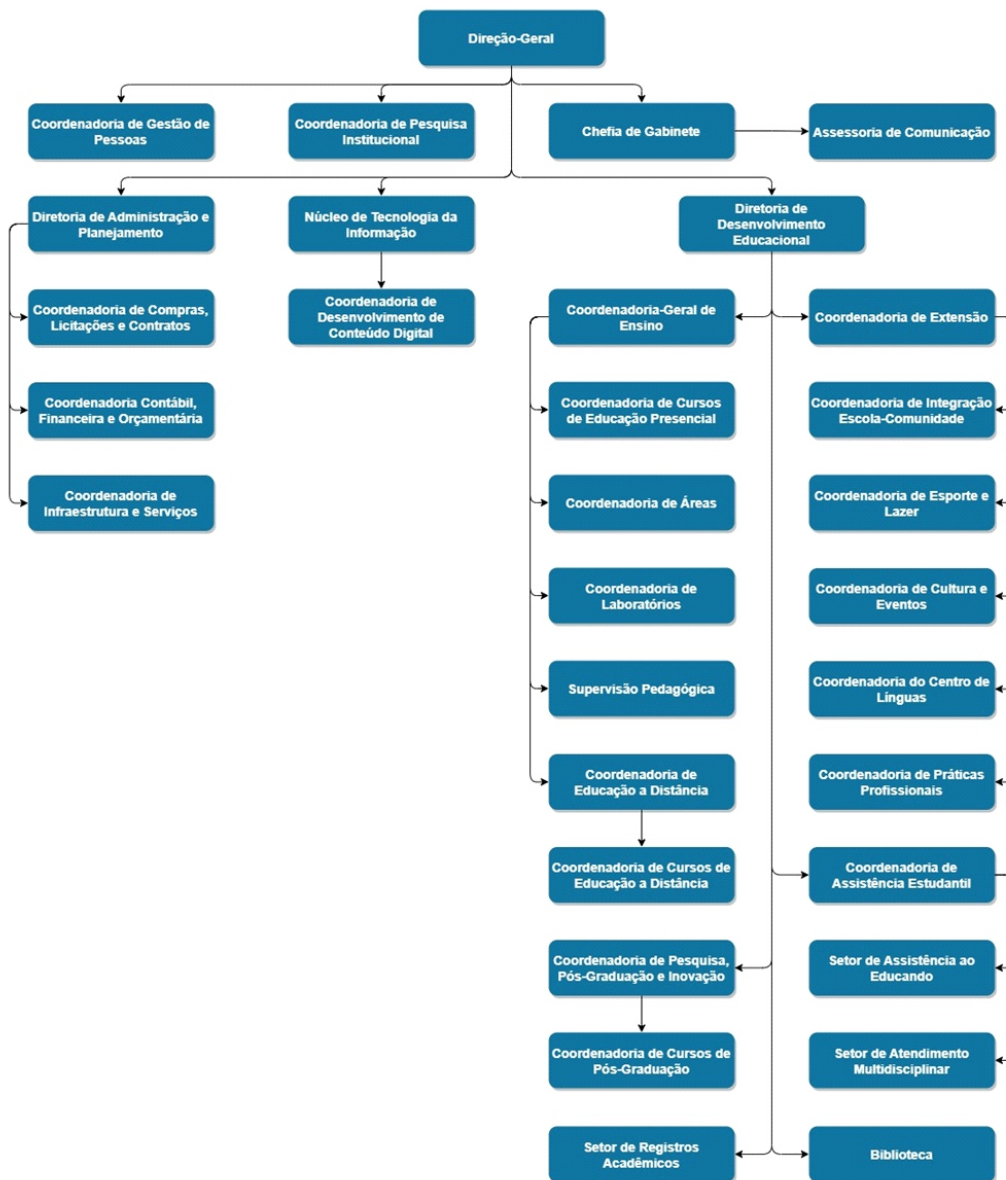 Direção-Geral
Coordenadoria de Gestão de
Pessoas
Coordenadoria de Pesquisa
Institucional
Chefia de Gabinete
Assessoria de Comunicação
Diretoria de Administração e
Planejamento
Núcleo de Tecnologia da
Informação
Diretoria de
Desenvolvimento
Educacional
Coordenadoria de Compras,
Licitações e Contratos
Coordenadoria de
Desenvolvimento de
Conteúdo Digital
Coordenadoria-Geral de
Ensino
Coordenadoria de Extensão
Coordenadoria Contábil,
Financeira e Orçamentária
Coordenadoria de Cursos
de Educação Presencial
Coordenadoria de Integração
Escola-Comunidade
Coordenadoria de
Infraestrutura e Serviços
Coordenadoria de Áreas
Coordenadoria de Esporte e
Lazer
Coordenadoria de
Laboratórios
Coordenadoria de Cultura e
Eventos
Supervisão Pedagógica
Coordenadoria do Centro de
Línguas
Coordenadoria de
Educação a Distância
Coordenadoria de Práticas
Profissionais
Coordenadoria de Cursos de
Educação a Distância
Coordenadoria de
Assistência Estudantil
Coordenadoria de Pesquisa,
Pós-Graduação e Inovação
Setor de Assistência ao
Educando
Coordenadoria de Cursos de
Pós-Graduação
Setor de Atendimento
Multidisciplinar
Setor de Registros
Acadêmicos
Biblioteca